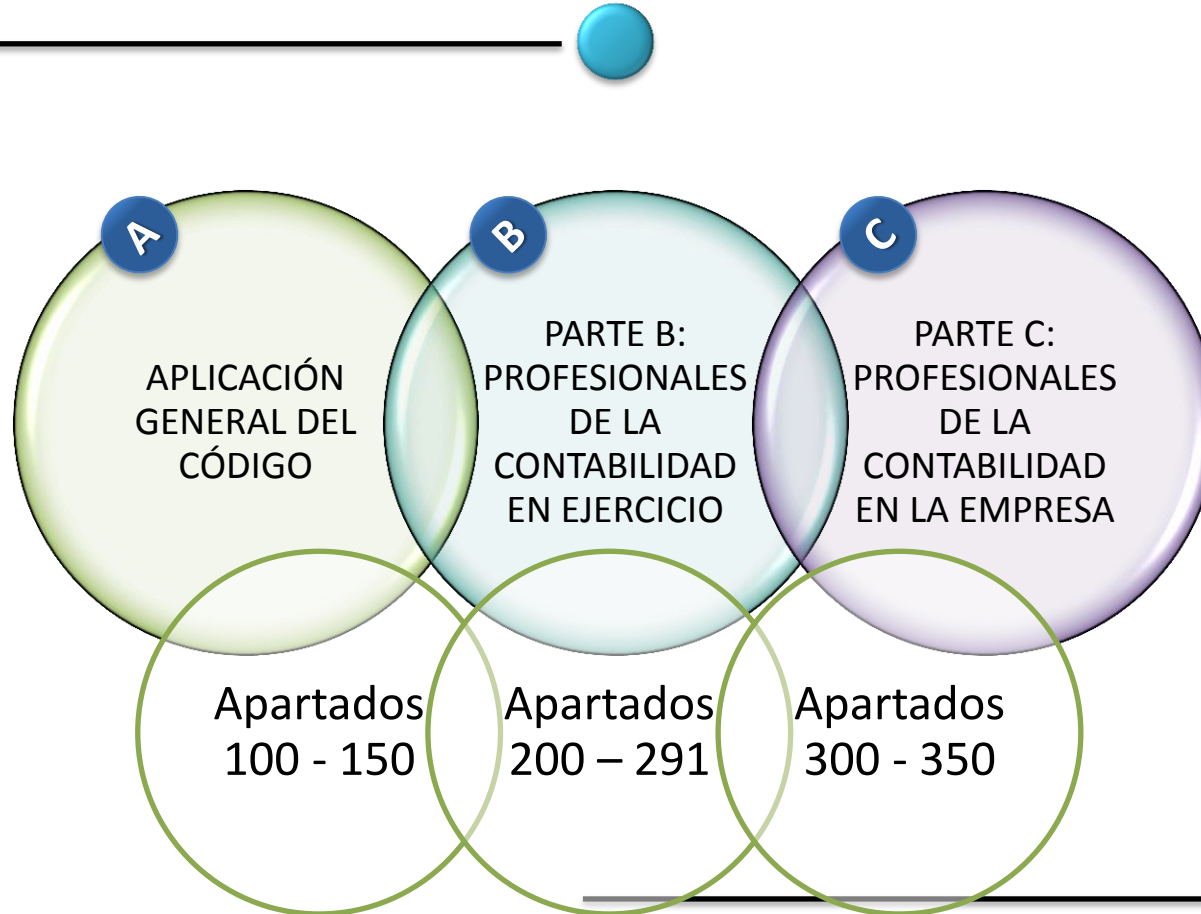 A
APLICACIÓN
GENERAL DEL
CÓDIGO
B
PARTE B:
PROFESIONALES
DE LA
CONTABILIDAD
EN EJERCICIO
C
PARTE C:
PROFESIONALES
DE LA
CONTABILIDAD
EN LA EMPRESA
Apartados
100 - 150
Apartados
200 – 291
Apartados
300 - 350